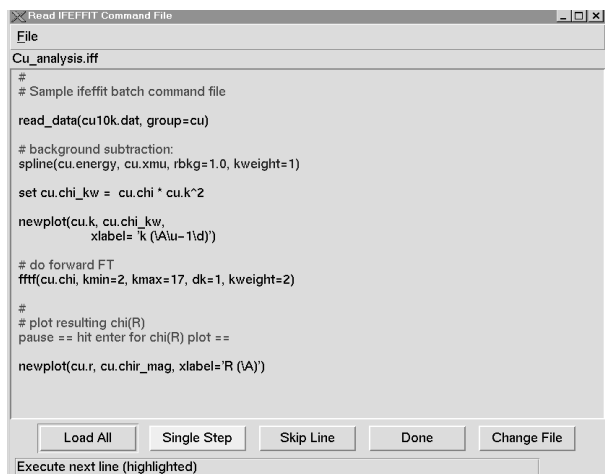 Read IFEFFIT Command File
File
Cu_analysis.iff
#
# Sample ifeffit batch command file
read_data(cu10k.dat, group=cu)
# background subtraction:
spline(cu.energy, cu.xmu, rbkg=1.0, kweight=1)
set cu.chi_kw = cu.chi * cu.k^2
newplot(cu.k, cu.chi_kw,
xlabel= 'k (\A\u-1\d)')
# do forward FT
fftf(cu.chi, kmin=2, kmax=17, dk=1, kweight=2)
#
# plot resulting chi(R)
pause == hit enter for chi(R) plot ==
newplot(cu.r, cu.chir_mag, xlabel='R (\A)')
Load All Single Step Skip Line Done Change File
Execute next line (highlighted)